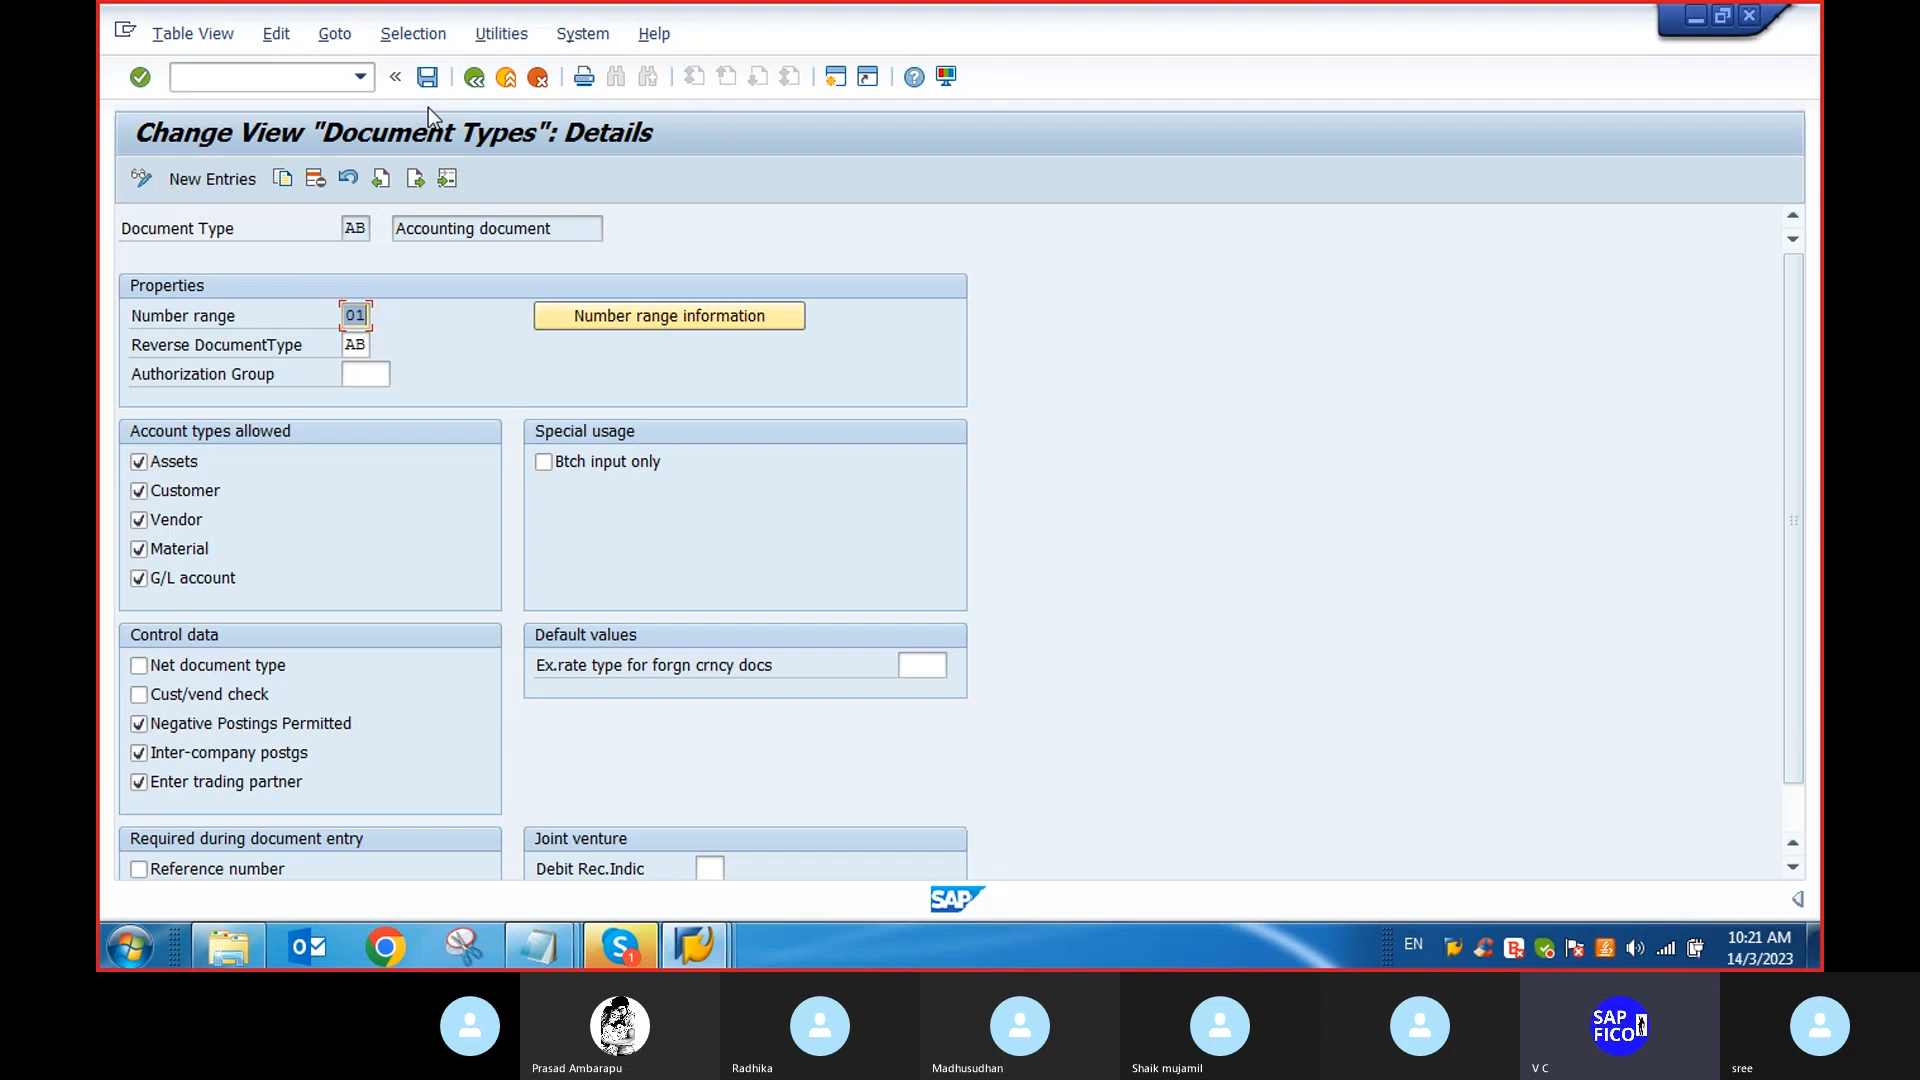 Table View Edit Goto Selection Utilities System Help
Change View "Document Types": Details
New Entries
Document Type AB Accounting document
Properties
Number range 01 Number range information
Reverse DocumentType AB
Authorization Group
Account types allowed Special usage
Assets Btch input only
Customer
Vendor
Material
G/L account
Control data Default values
Net document type Ex.rate type for forgn crncy docs
Cust/vend check
Negative Postings Permitted
Inter-company postgs
Enter trading partner
Required during document entry Joint venture
Reference number Debit Rec.Indic
SAP
EN 10:21 AM
14/3/2023
SAP
FICO
Prasad Ambarapu Radhika Madhusudhan Shaik mujamil V C sree